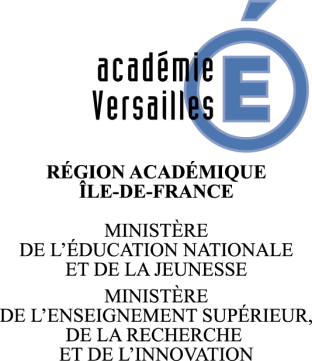 académie
Versailles
É
RÉGION ACADÉMIQUE
ÎLE-DE-FRANCE
MINISTÈRE
DE L’ÉDUCATION NATIONALE
ET DE LA JEUNESSE
MINISTÈRE
DE L’ENSEIGNEMENT SUPÉRIEUR,
DE LA RECHERCHE
ET DE L’INNOVATION